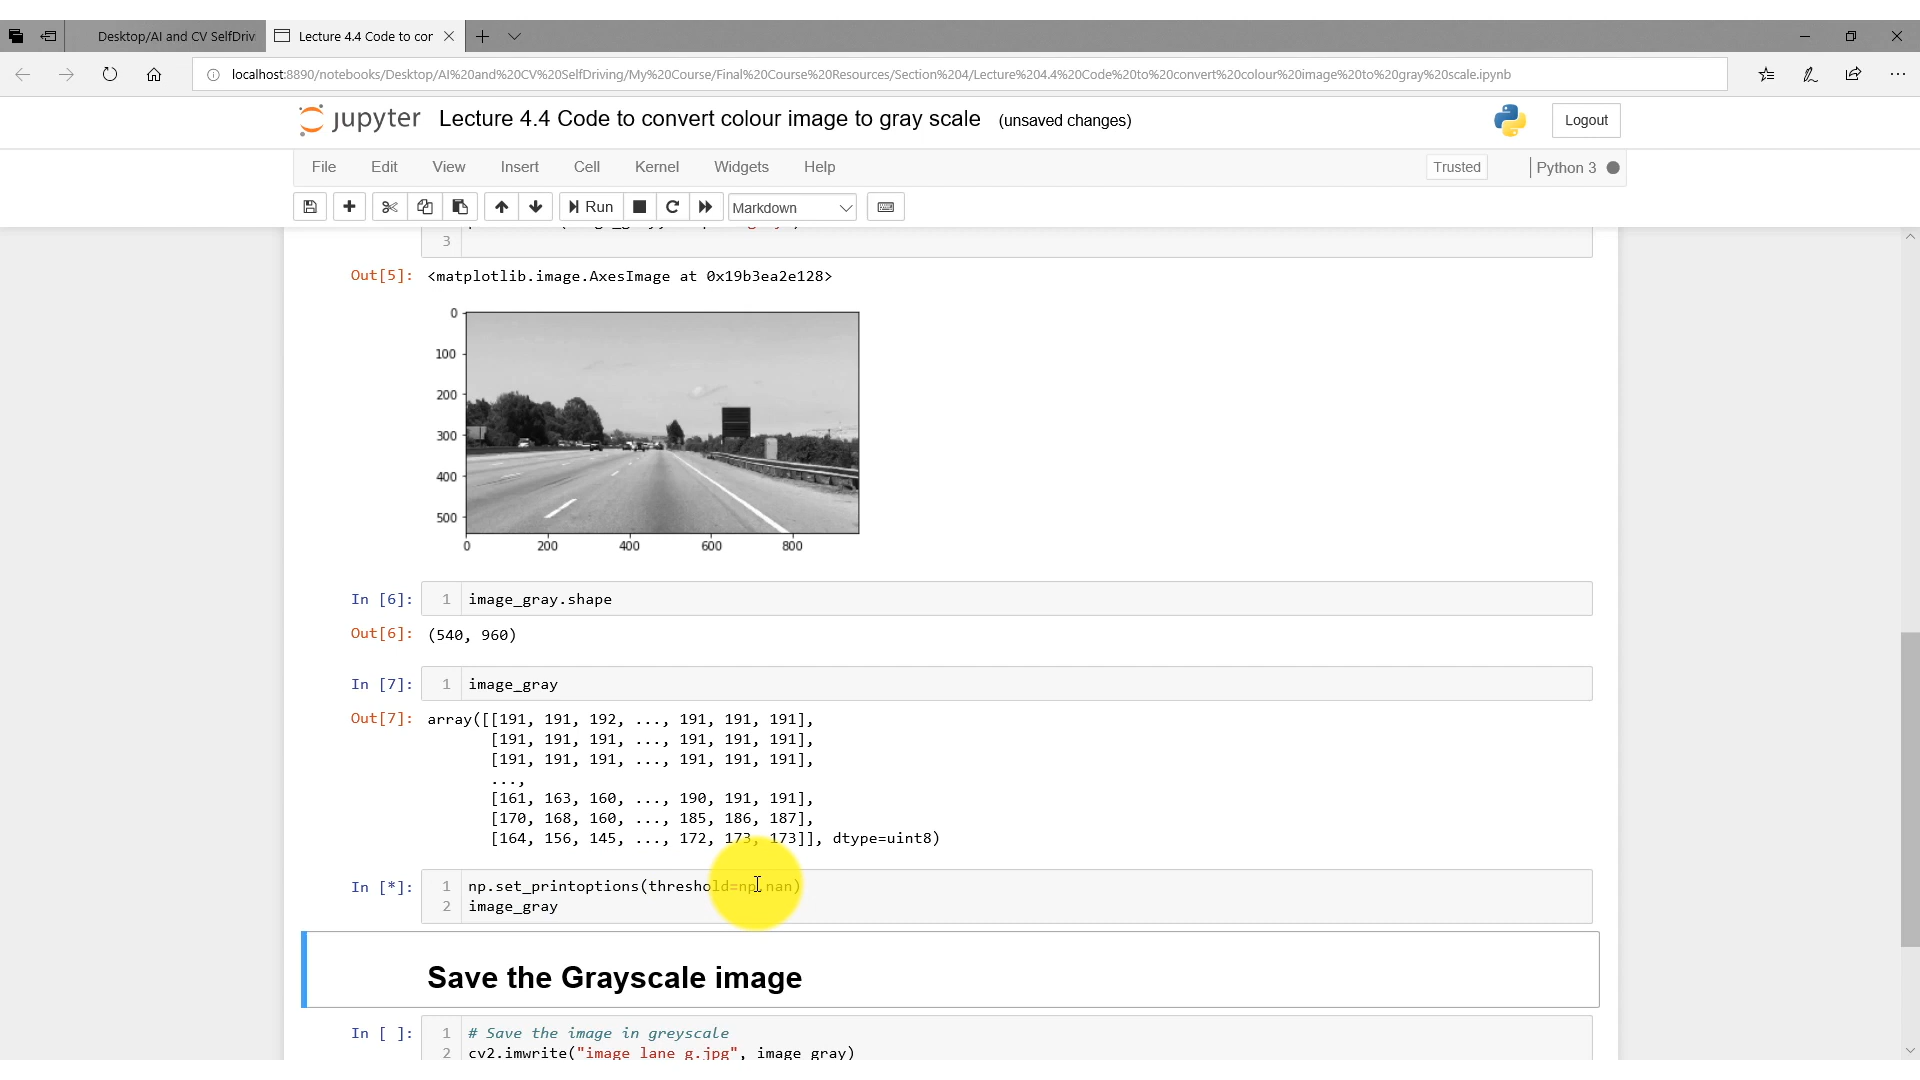 Desktop/AI and CV SelfDriv
Lecture 4.4 Code to cor
localhost:8890/notebooks/Desktop/AI%20and%20CV%20SelfDriving/My%20Course/Final%20Course%20Resources/Section%204/Lecture%204.4%20Code%20to%20convert%20colour%20image%20to%20gray%20scale.ipynb
jupyter Lecture 4.4 Code to convert colour image to gray scale (unsaved changes)
Logout
File Edit View Insert Cell Kernel Widgets Help
Trusted
Python 3
Run
Markdown
3
Out[5]: <matplotlib.image.AxesImage at 0x19b3ea2e128>
0
100
200
300
400
500
0 200 400 600 800
In [6]: 1 image_gray.shape
Out[6]: (540, 960)
In [7]: 1 image_gray
Out[7]: array([[191, 191, 192, ..., 191, 191, 191],
[191, 191, 191, ..., 191, 191, 191],
[191, 191, 191, ..., 191, 191, 191],
...,
[161, 163, 160, ..., 190, 191, 191],
[170, 168, 160, ..., 185, 186, 187],
[164, 156, 145, ..., 172, 173, 173]], dtype=uint8)
In [*]: 1 np.set_printoptions(threshold=np.nan)
2 image_gray
Save the Grayscale image
In [ ]: 1 # Save the image in greyscale
2 cv2.imwrite("image_lane_g.jpg", image_gray)